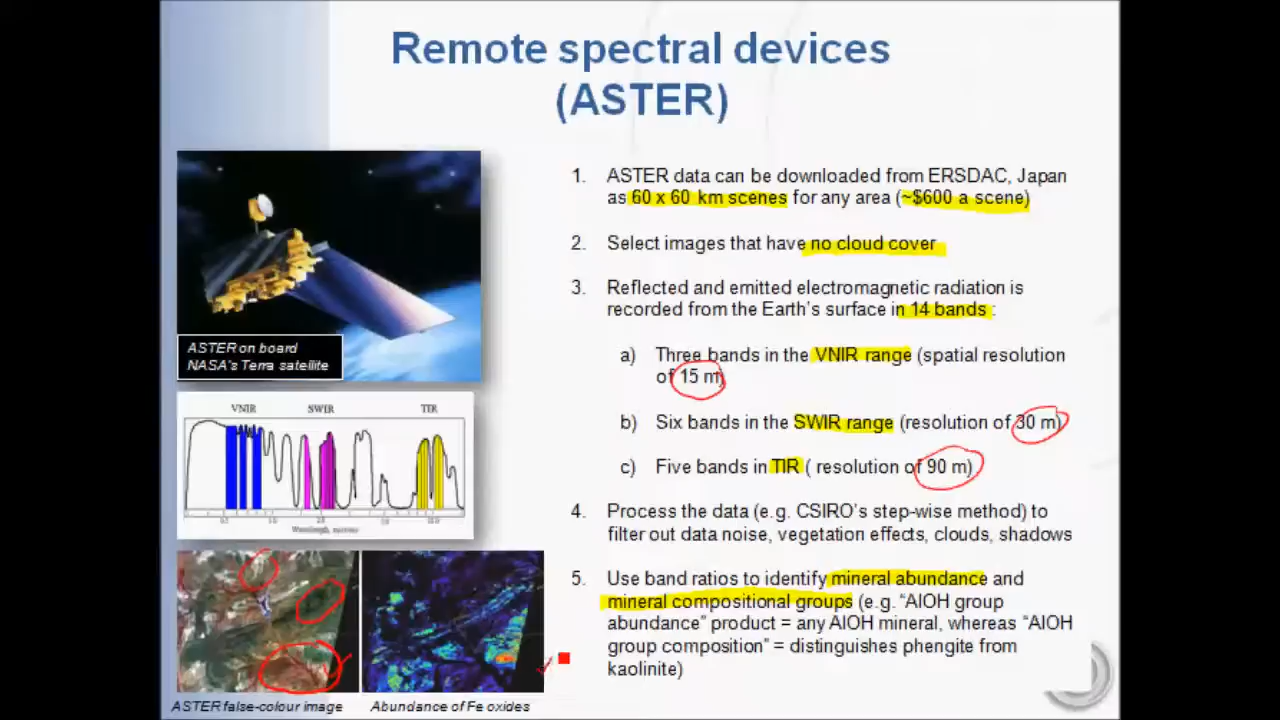 Remote spectral devices
(ASTER)
1. ASTER data can be downloaded from ERSDAC, Japan
as 60 x 60 km scenes for any area (~$600 a scene)
2. Select images that have no cloud cover
3. Reflected and emitted electromagnetic radiation is
recorded from the Earth's surface in 14 bands :
a) Three bands in the VNIR range (spatial resolution
of 15 m)
b) Six bands in the SWIR range (resolution of 30 m)
c) Five bands in TIR ( resolution of 90 m)
4. Process the data (e.g. CSIRO's step-wise method) to
filter out data noise, vegetation effects, clouds, shadows
5. Use band ratios to identify mineral abundance and
mineral compositional groups (e.g. “AlOH group
abundance” product = any AlOH mineral, whereas “AlOH
group composition” = distinguishes phengite from
kaolinite)
ASTER on board
NASA's Terra satellite
VNIR SWIR TIR
Wavelength, microns
ASTER false-colour image
Abundance of Fe oxides